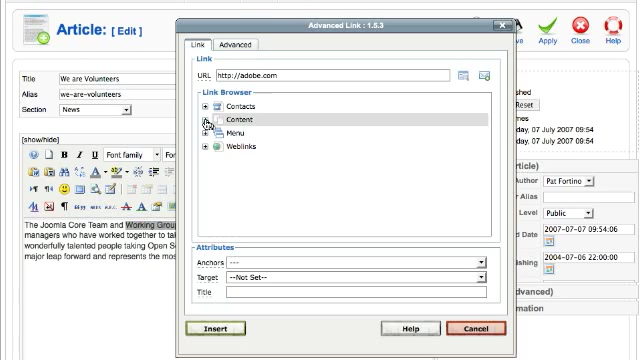 Advanced Link : 1.5.3
Article: [ Edit ]
Apply
Close
Help
Link
Advanced
Link
URL
http://adobe.com
Title
We are Volunteers
Alias
we-are-volunteers
Section
News
Link Browser
Contacts
Content
Menu
Weblinks
Reset
day, 07 July 2007 09:54
day, 07 July 2007 09:54
[show/hide]
Font family
The Joomla Core Team and Working Grou
managers who have worked together to tak
wonderfully talented people taking Open S
major leap forward and represents the mos
Author
Pat Fortino
Alias
Level
Public
2007-07-07 09:54:06
2004-07-06 22:00:00
Attributes
Anchors
---
Target
--Not Set--
Title
Insert
Help
Cancel